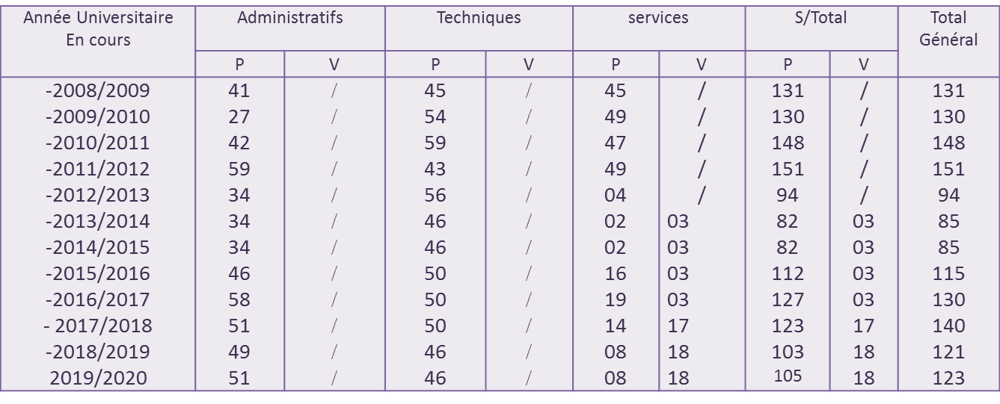 Année Universitaire En cours Administratifs Techniques services S/Total Total Général
P V P V P V P V
-2008/2009 41 / 45 / 45 / 131 / 131
-2009/2010 27 / 54 / 49 / 130 / 130
-2010/2011 42 / 59 / 47 / 148 / 148
-2011/2012 59 / 43 / 49 / 151 / 151
-2012/2013 34 / 56 / 04 / 94 / 94
-2013/2014 34 / 46 / 02 03 82 03 85
-2014/2015 34 / 46 / 02 03 82 03 85
-2015/2016 46 / 50 / 16 03 112 03 115
-2016/2017 58 / 50 / 19 03 127 03 130
- 2017/2018 51 / 50 / 14 17 123 17 140
-2018/2019 49 / 46 / 08 18 103 18 121
2019/2020 51 / 46 / 08 18 105 18 123